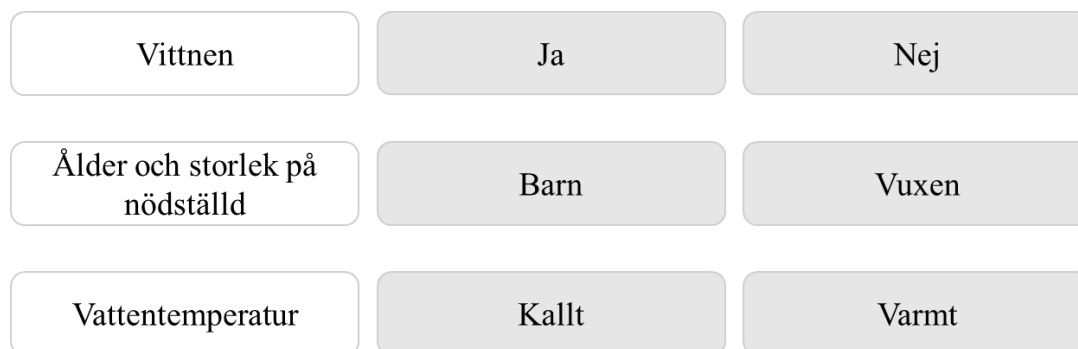 Vittnen
Ja
Nej
Ålder och storlek på
nödställd
Barn
Vuxen
Vattentemperatur
Kallt
Varmt